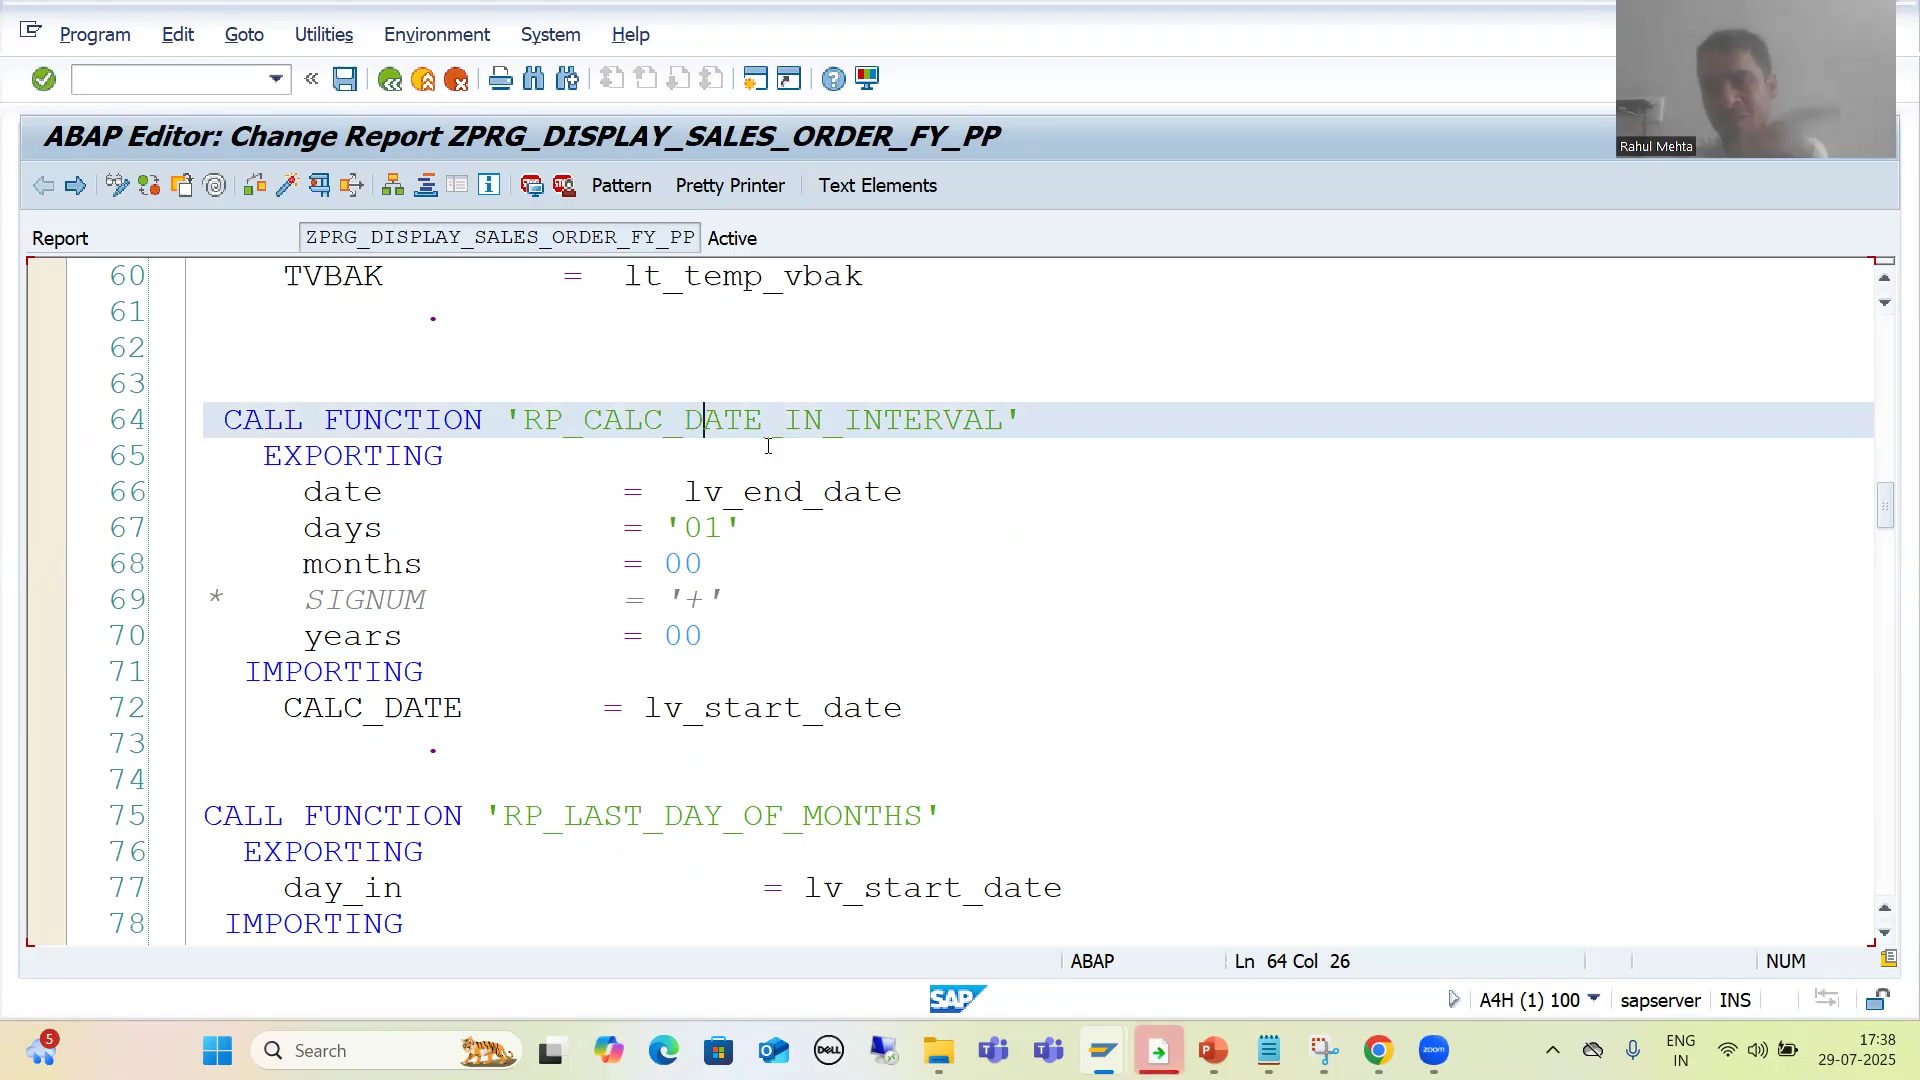 Program Edit Goto Utilities Environment System Help
ABAP Editor: Change Report ZPRG_DISPLAY_SALES_ORDER_FY_PP
Pattern Pretty Printer Text Elements
Report ZPRG_DISPLAY_SALES_ORDER_FY_PP Active
Rahul Mehta
60 TVBAK = lt_temp_vbak
61 .
62
63
64 CALL FUNCTION 'RP_CALC_DATE_IN_INTERVAL'
65 EXPORTING
66 date = lv_end_date
67 days = '01'
68 months = 00
69 * SIGNUM = '+'
70 years = 00
71 IMPORTING
72 CALC_DATE = lv_start_date
73 .
74
75 CALL FUNCTION 'RP_LAST_DAY_OF_MONTHS'
76 EXPORTING
77 day_in = lv_start_date
78 IMPORTING
ABAP Ln 64 Col 26 NUM
SAP A4H (1) 100 sapserver INS
5 Search DELL zoom ENG IN 17:38 29-07-2025